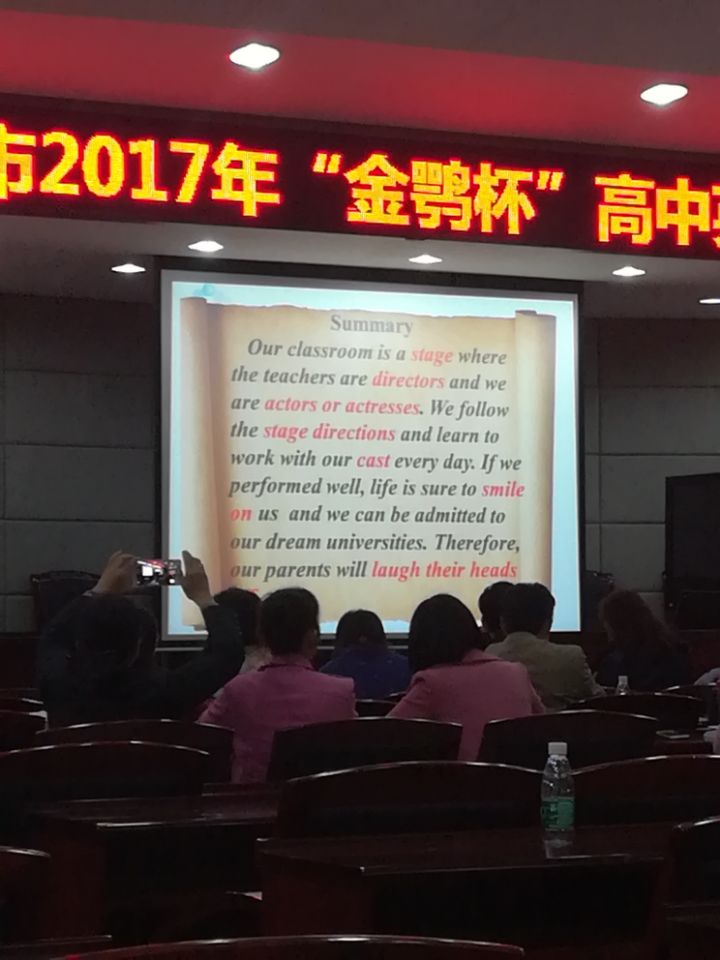 市2017年“金鹗杯”高中英
Summary
Our classroom is a stage where
the teachers are directors and we
are actors or actresses. We follow
the stage directions and learn to
work with our cast every day. If we
performed well, life is sure to smile
on us and we can be admitted to
our dream universities. Therefore,
our parents will laugh their heads